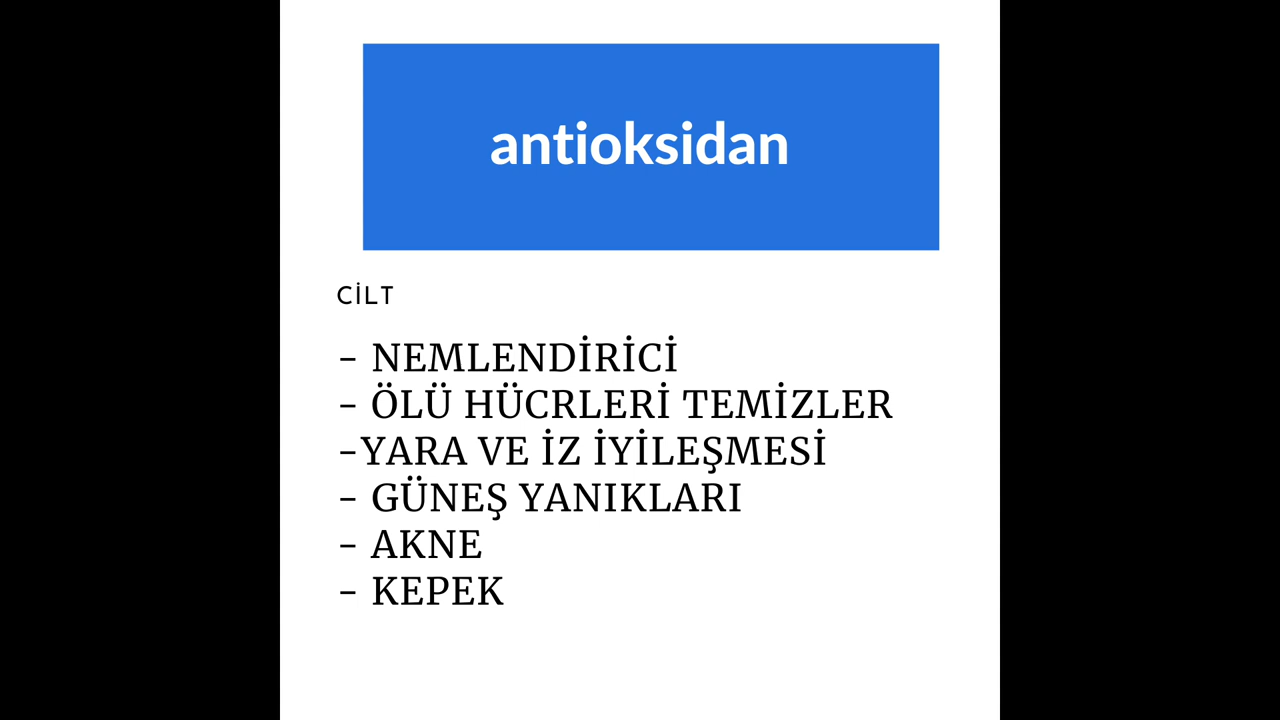 antioksidan
CİLT
- NEMLENDİRİCİ
- ÖLÜ HÜCRLERİ TEMİZLER
-YARA VE İZ İYİLEŞMESİ
- GÜNEŞ YANIKLARI
- AKNE
- KEPEK